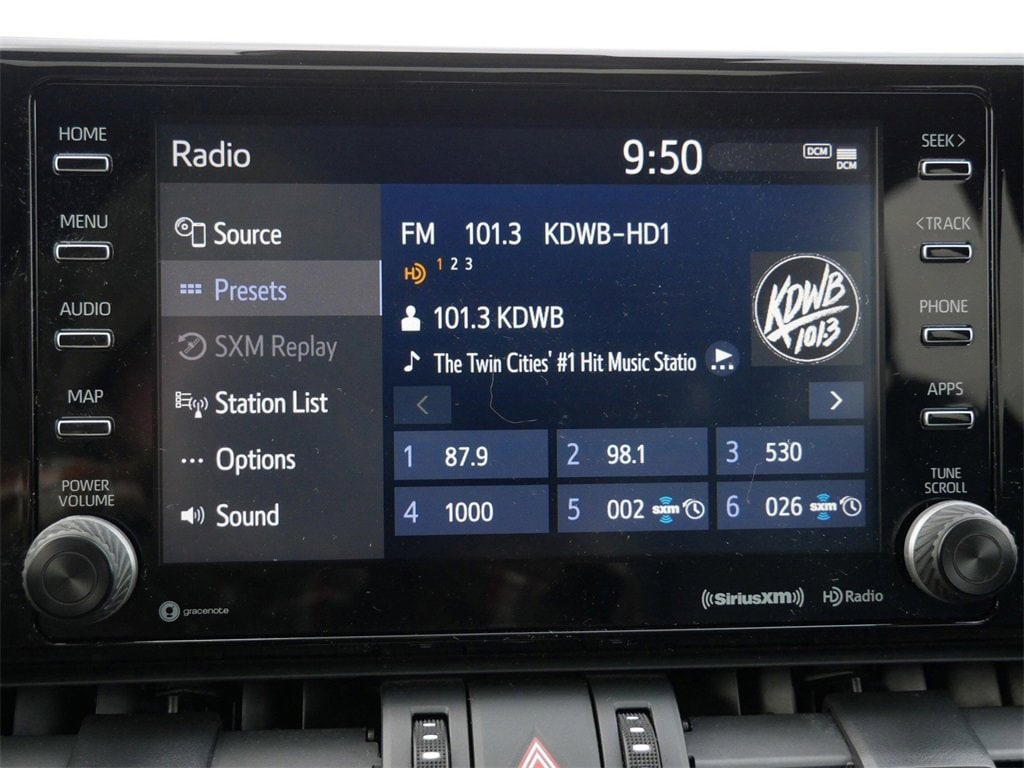 HOME
MENU
AUDIO
MAP
POWER
VOLUME
Radio
9:50
DCM
DCM
Source
Presets
SXM Replay
Station List
Options
Sound
FM 101.3 KDWB-HD1
HD 1 2 3
101.3 KDWB
The Twin Cities' #1 Hit Music Statio
KDWB
101.3
<
>
1 87.9
2 98.1
3 530
4 1000
5 002 sxm
6 026 sxm
SEEK >
< TRACK
PHONE
APPS
TUNE
SCROLL
gracenote
((SiriusXM))
HD Radio